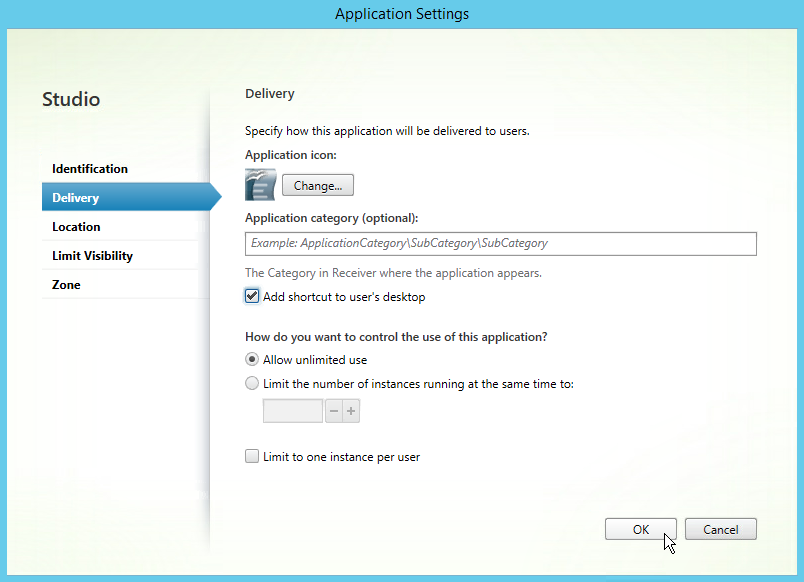 Application Settings
Studio
Identification
Delivery
Location
Limit Visibility
Zone
Delivery
Specify how this application will be delivered to users.
Application icon:
Change...
Application category (optional):
Example: ApplicationCategory\SubCategory\SubCategory
The Category in Receiver where the application appears.
Add shortcut to user's desktop
How do you want to control the use of this application?
Allow unlimited use
Limit the number of instances running at the same time to:
Limit to one instance per user
OK
Cancel